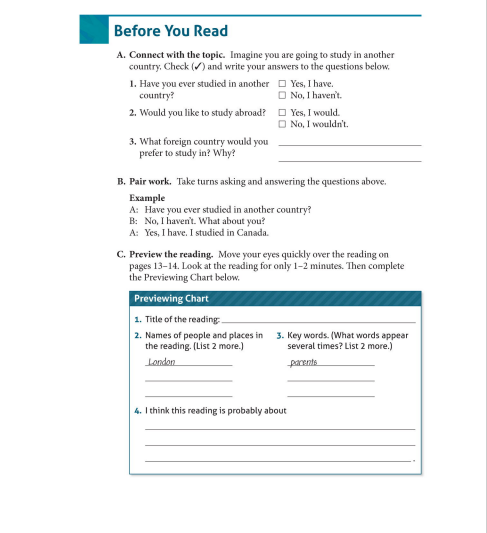 Before You Read
A. Connect with the topic. Imagine you are going to study in another
country. Check (✓) and write your answers to the questions below.
1. Have you ever studied in another
country?
☐ Yes, I have.
☐ No, I haven't.
2. Would you like to study abroad?
☐ Yes, I would.
☐ No, I wouldn't.
3. What foreign country would you
prefer to study in? Why?
B. Pair work. Take turns asking and answering the questions above.
Example
A: Have you ever studied in another country?
B: No, I haven't. What about you?
A: Yes, I have. I studied in Canada.
C. Preview the reading. Move your eyes quickly over the reading on
pages 13–14. Look at the reading for only 1–2 minutes. Then complete
the Previewing Chart below.
Previewing Chart
1. Title of the reading:
2. Names of people and places in
the reading. (List 2 more.)
London
3. Key words. (What words appear
several times? List 2 more.)
parents
4. I think this reading is probably about
.